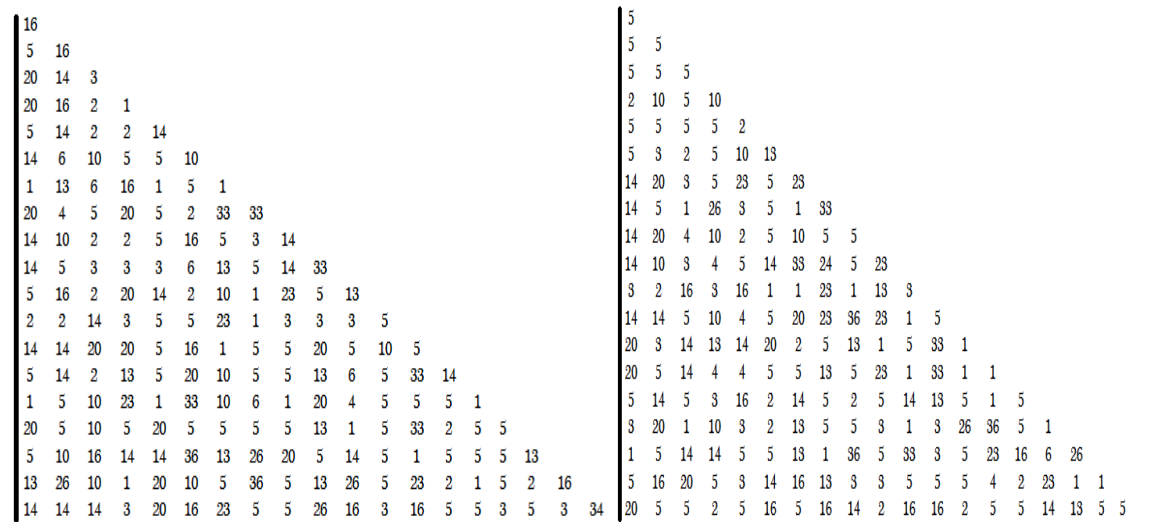 16
5 16
20 14 3
20 16 2 1
5 14 2 2 14
14 6 10 5 5 10
1 13 6 16 1 5 1
20 4 5 20 5 2 33 33
14 10 2 2 5 16 5 3 14
14 5 3 3 3 6 13 5 14 33
5 16 2 20 14 2 10 1 23 5 13
2 2 14 3 5 5 23 1 3 3 3 5
14 14 20 20 5 16 1 5 5 20 5 10 5
5 14 2 13 5 20 10 5 5 13 6 5 33 14
1 5 10 23 1 33 10 6 1 20 4 5 5 5 1
20 5 10 5 20 5 5 5 5 13 1 5 33 2 5 5
5 10 16 14 14 36 13 26 20 5 14 5 1 5 5 5 13
13 26 10 1 20 10 5 36 5 13 26 5 23 2 1 5 2 16
14 14 14 3 20 16 23 5 5 26 16 3 16 5 5 3 5 3 34
5
5 5
5 5 5
2 10 5 10
5 5 5 5 2
5 3 2 5 10 13
14 20 3 5 23 5 23
14 5 1 26 3 5 1 33
14 20 4 10 2 5 10 5 5
14 10 3 4 5 14 33 24 5 23
3 2 16 3 16 1 1 23 1 13 3
14 14 5 10 4 5 20 23 36 23 1 5
20 3 14 13 14 20 2 5 13 1 5 33 1
20 5 14 4 4 5 5 13 5 23 1 33 1 1
5 14 5 3 16 2 14 5 2 5 14 13 5 1 5
3 20 1 10 3 2 13 5 5 3 1 3 26 36 5 1
1 5 14 14 5 5 13 1 36 5 33 3 5 23 16 6 26
5 16 20 5 3 14 16 13 3 3 5 5 5 4 2 23 1 1
20 5 5 2 5 16 5 16 14 2 16 16 2 5 5 14 13 5 5